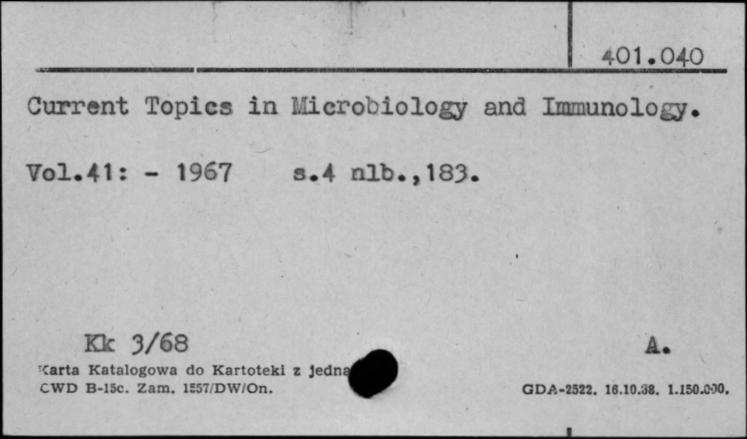 401.040
Current Topics in Microbiology and Immunology.
Vol.41: - 1967 s.4 nlb.,183.
Kk 3/68 A.
Karta Katalogowa do Kartoteki z jedną
CWD B-15c. Zam. 1557/DW/On. GDA-2522. 16.10.38. 1.150.000.